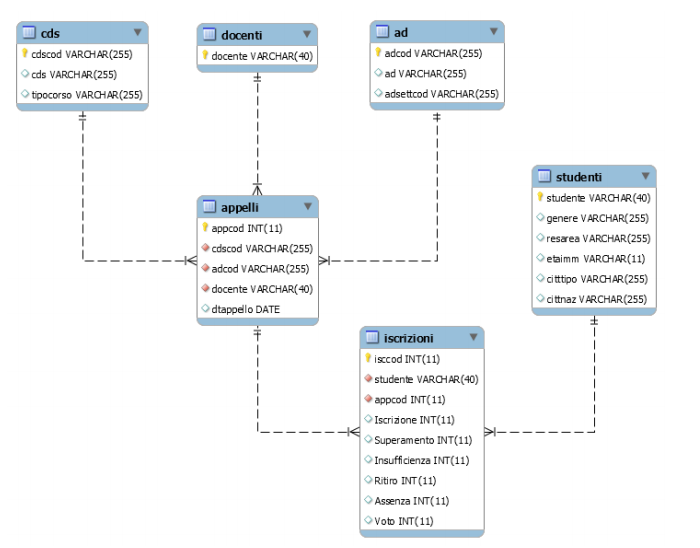 cds
cdscod VARCHAR(255)
cds VARCHAR(255)
tipocorso VARCHAR(255)
docenti
docente VARCHAR(40)
ad
adcod VARCHAR(255)
ad VARCHAR(255)
adsettcod VARCHAR(255)
studenti
studente VARCHAR(40)
genere VARCHAR(255)
resarea VARCHAR(255)
etaimm VARCHAR(11)
citttipo VARCHAR(255)
cittnaz VARCHAR(255)
appelli
appcod INT(11)
cdscod VARCHAR(255)
adcod VARCHAR(255)
docente VARCHAR(40)
dtappello DATE
iscrizioni
isccod INT(11)
studente VARCHAR(40)
appcod INT(11)
Iscrizione INT(11)
Superamento INT(11)
Insufficienza INT(11)
Ritiro INT(11)
Assenza INT(11)
Voto INT(11)